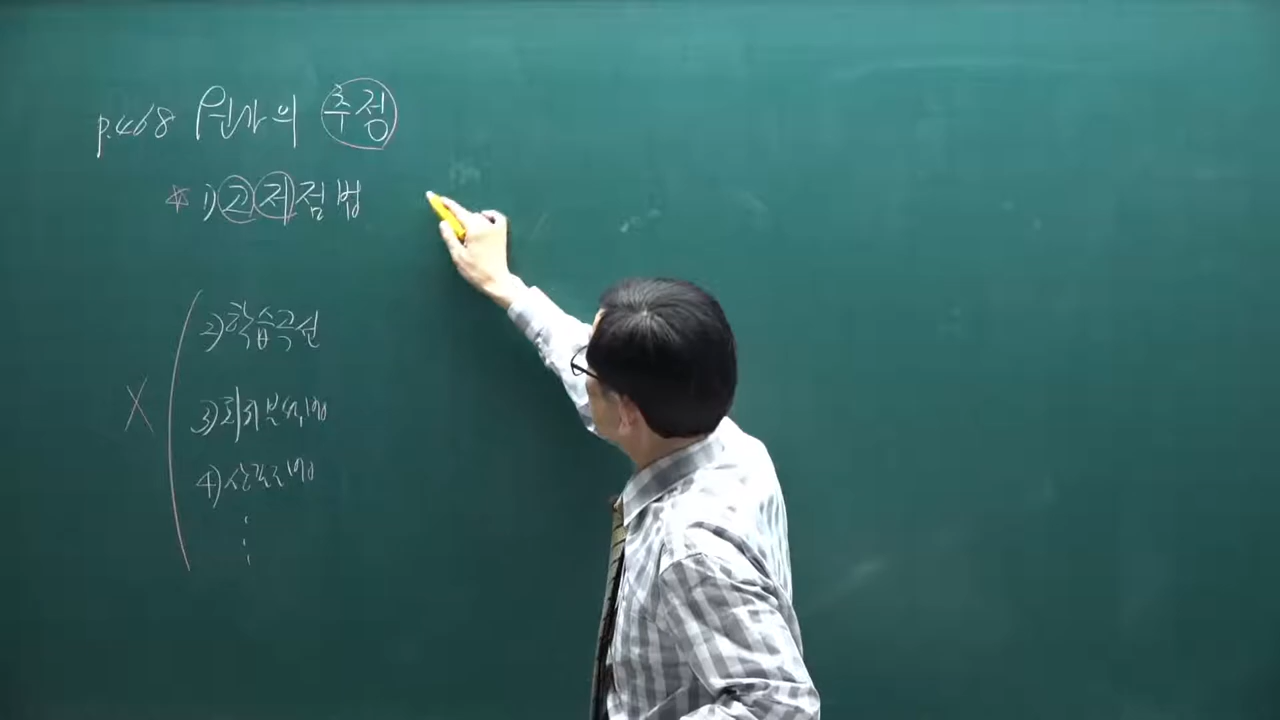 p.468 원가의 추정
* 1) 고저점법
2) 학습곡선
3) 회귀분석법
4) 산포도법
⋮
X